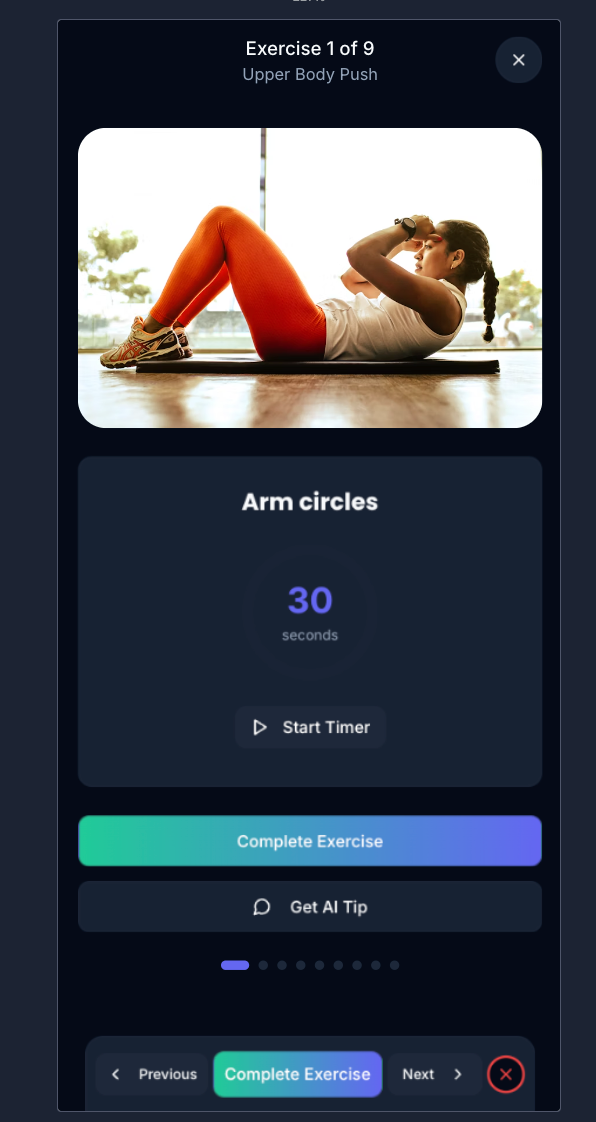 Exercise 1 of 9
Upper Body Push
Arm circles
30
seconds
Start Timer
Complete Exercise
Get AI Tip
Previous
Complete Exercise
Next